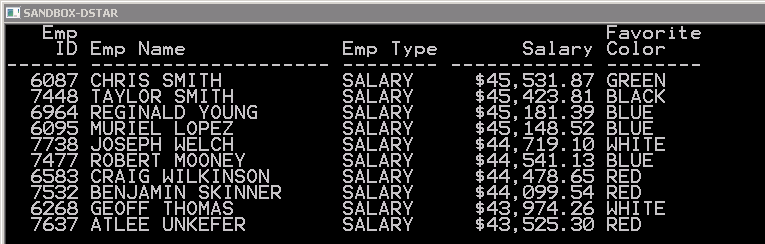 SANDBOX-DSTAR
Emp Favorite
ID Emp Name Emp Type Salary Color
------ -------------------- -------- ------------ --------
6087 CHRIS SMITH SALARY $45,531.87 GREEN
7448 TAYLOR SMITH SALARY $45,423.81 BLACK
6964 REGINALD YOUNG SALARY $45,181.39 BLUE
6095 MURIEL LOPEZ SALARY $45,148.52 BLUE
7738 JOSEPH WELCH SALARY $44,719.10 WHITE
7477 ROBERT MOONEY SALARY $44,541.13 BLUE
6583 CRAIG WILKINSON SALARY $44,478.65 RED
7532 BENJAMIN SKINNER SALARY $44,099.54 RED
6268 GEOFF THOMAS SALARY $43,974.26 WHITE
7637 ATLEE UNKEFER SALARY $43,525.30 RED